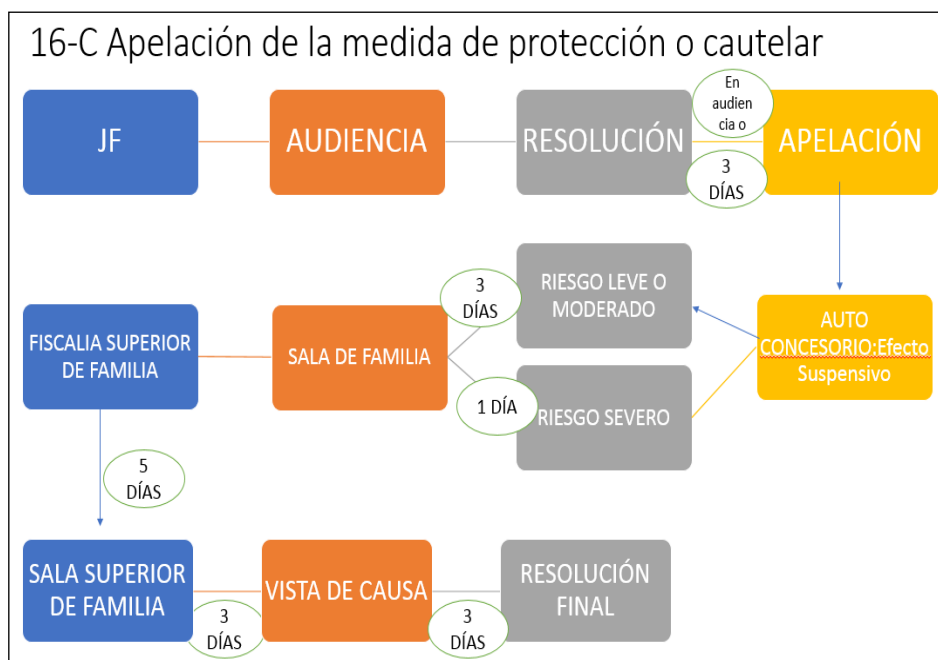 16-C Apelación de la medida de protección o cautelar
JF
AUDIENCIA
RESOLUCIÓN
En
audien
cia o
3
DÍAS
APELACIÓN
FISCALIA SUPERIOR
DE FAMILIA
SALA DE FAMILIA
3
DÍAS
1 DÍA
RIESGO LEVE O
MODERADO
RIESGO SEVERO
AUTO
CONCESORIO:Efecto
Suspensivo
5
DÍAS
SALA SUPERIOR
DE FAMILIA
3
DÍAS
VISTA DE CAUSA
3
DÍAS
RESOLUCIÓN
FINAL